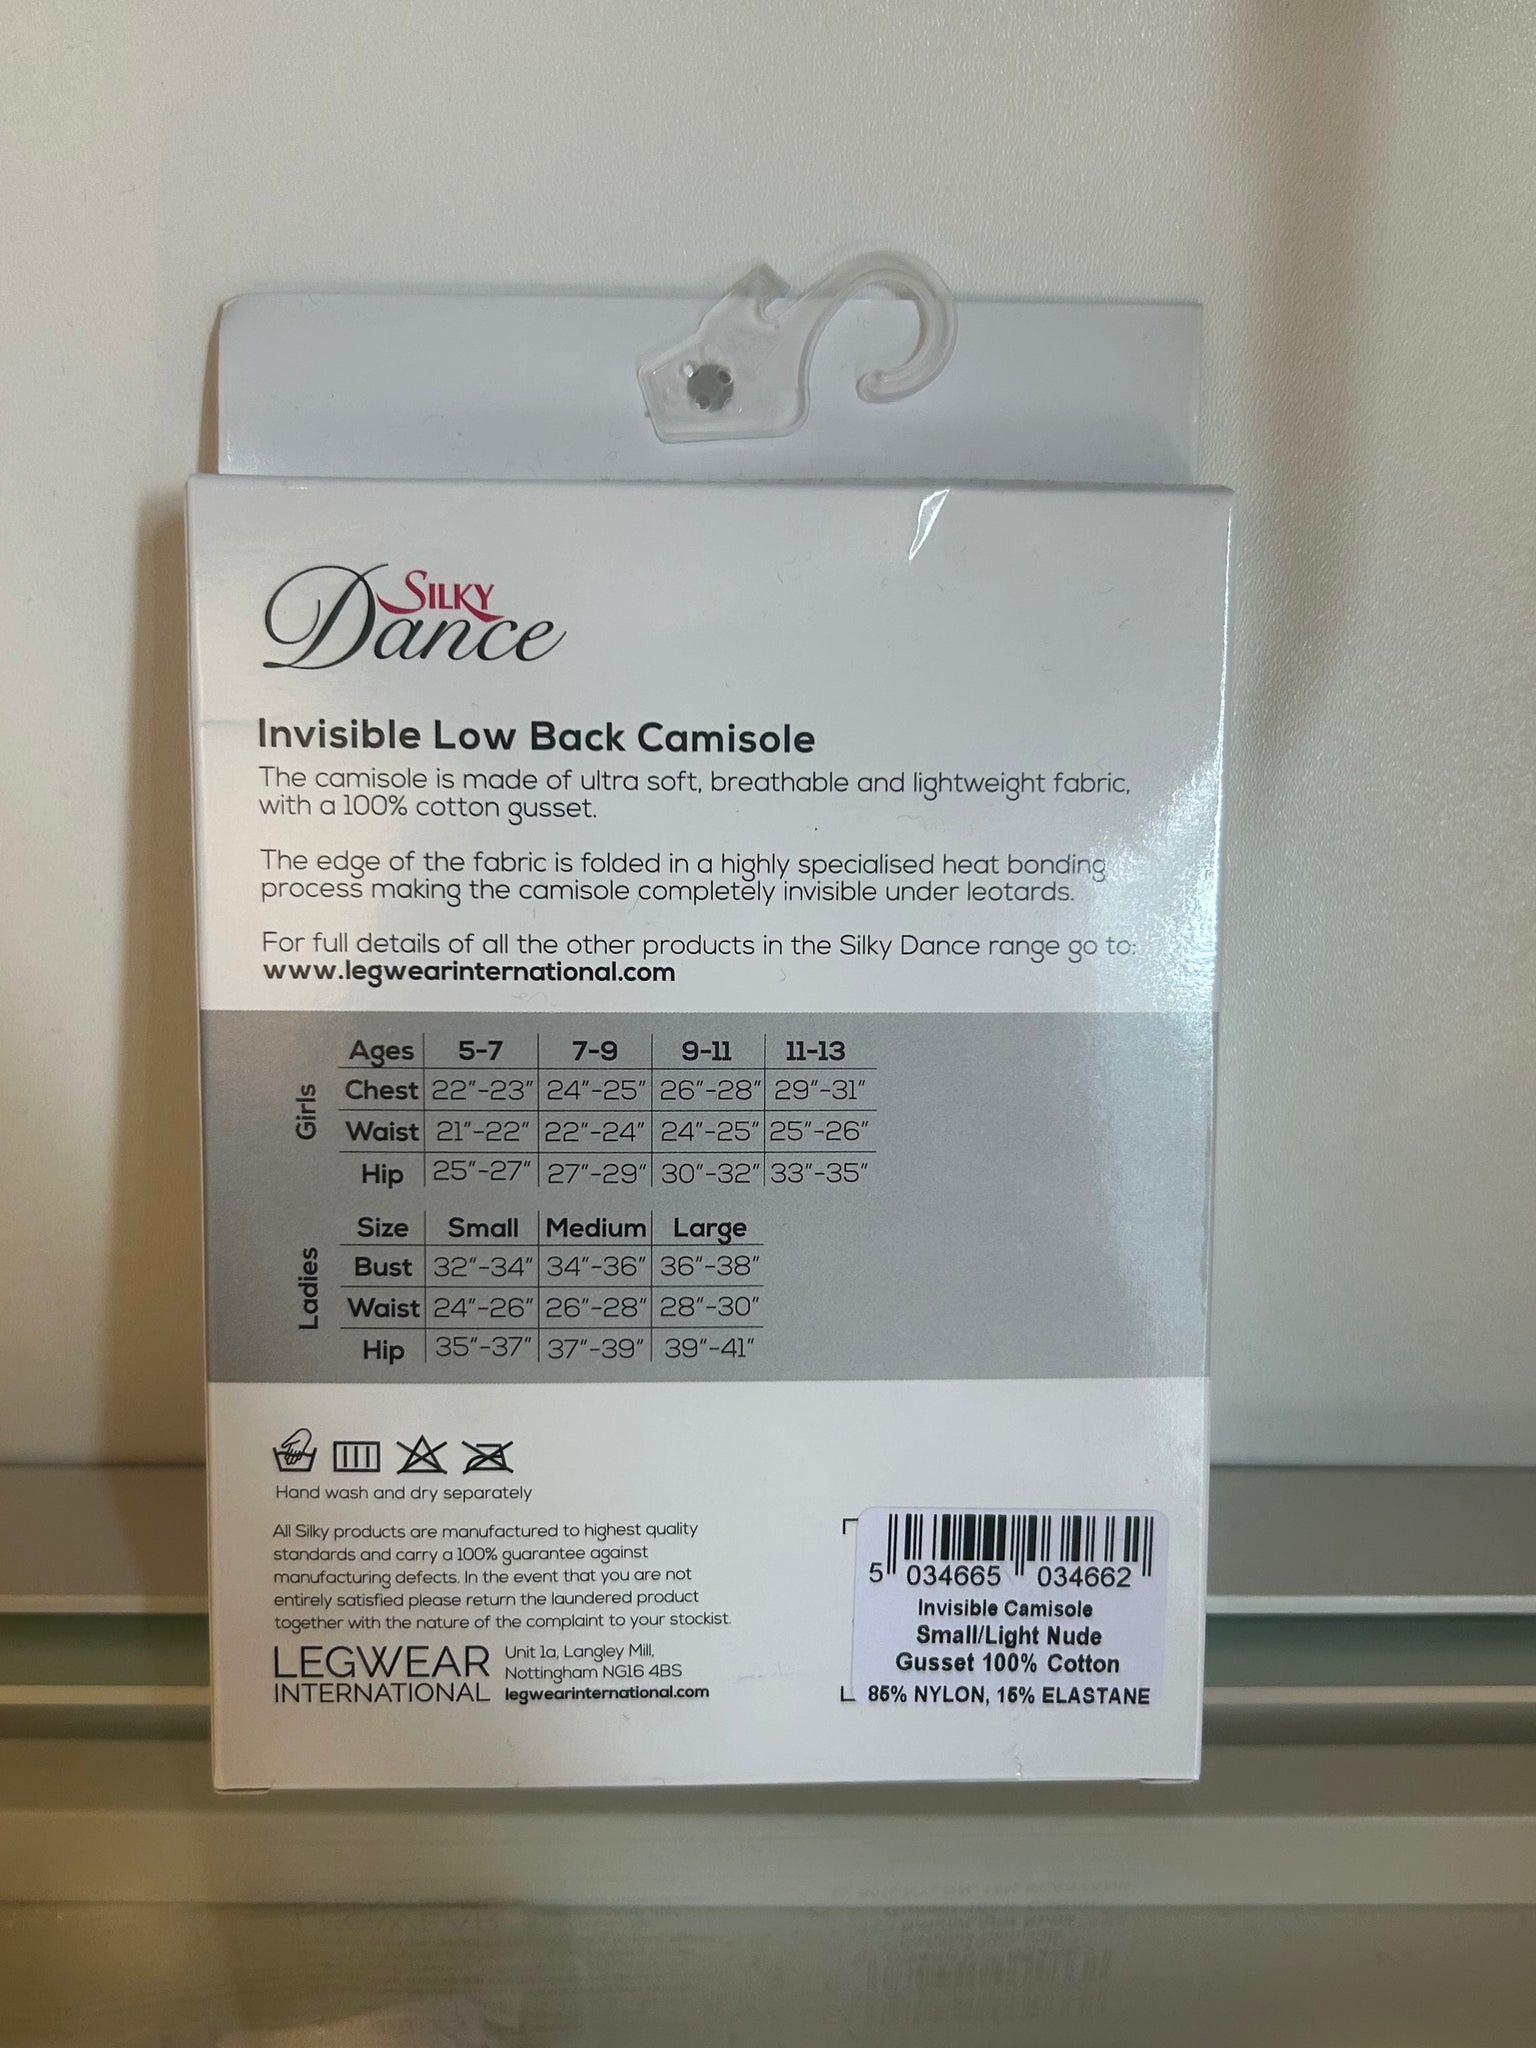 SILKY
Dance
Invisible Low Back Camisole
The camisole is made of ultra soft, breathable and lightweight fabric,
with a 100% cotton gusset.
The edge of the fabric is folded in a highly specialised heat bonding
process making the camisole completely invisible under leotards.
For full details of all the other products in the Silky Dance range go to:
www.legwearinternational.com
Girls
Ages 5-7 7-9 9-11 11-13
Chest 22"-23" 24"-25" 26"-28" 29"-31"
Waist 21"-22" 22"-24" 24"-25" 25"-26"
Hip 25"-27" 27"-29" 30"-32" 33"-35"
Ladies
Size Small Medium Large
Bust 32"-34" 34"-36" 36"-38"
Waist 24"-26" 26"-28" 28"-30"
Hip 35"-37" 37"-39" 39"-41"
Hand wash and dry separately
All Silky products are manufactured to highest quality
standards and carry a 100% guarantee against
manufacturing defects. In the event that you are not
entirely satisfied please return the laundered product
together with the nature of the complaint to your stockist.
LEGWEAR
INTERNATIONAL
Unit 1a, Langley Mill,
Nottingham NG16 4BS
legwearinternational.com
5 034665 034662
Invisible Camisole
Small/Light Nude
Gusset 100% Cotton
85% NYLON, 15% ELASTANE